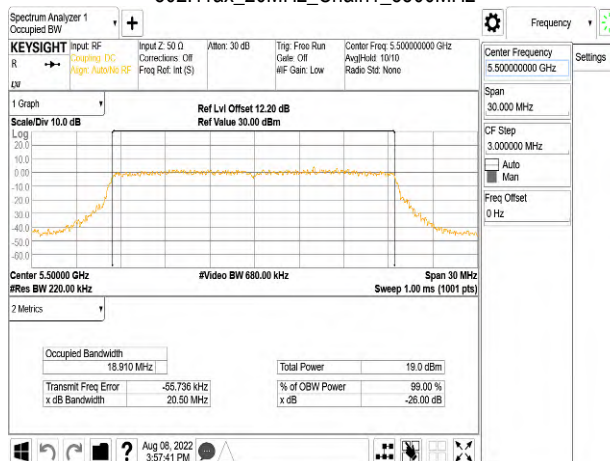 802.11ax_20MHz_Chain1_5500MHz
Spectrum Analyzer 1
Occupied BW
Frequency
KEYSIGHT
R
Input: RF
Coupling: DC
Align: Auto/No RF
Input Z: 50 Ω
Corrections: Off
Freq Ref: Int (S)
Atten: 30 dB
Trig: Free Run
Gate: Off
#IF Gain: Low
Center Freq: 5.500000000 GHz
Avg|Hold: 10/10
Radio Std: None
Center Frequency
5.500000000 GHz
Settings
Span
30.000 MHz
CF Step
3.000000 MHz
Auto
Man
Freq Offset
0 Hz
1 Graph
Scale/Div 10.0 dB
Ref Lvl Offset 12.20 dB
Ref Value 30.00 dBm
Log
20.0
10.0
0.00
-10.0
-20.0
-30.0
-40.0
-50.0
-60.0
Center 5.50000 GHz
#Res BW 220.00 kHz
#Video BW 680.00 kHz
Span 30 MHz
Sweep 1.00 ms (1001 pts)
2 Metrics
Occupied Bandwidth
18.910 MHz
Total Power 19.0 dBm
Transmit Freq Error -55.736 kHz
% of OBW Power 99.00 %
x dB Bandwidth 20.50 MHz
x dB -26.00 dB
?
Aug 08, 2022
3:57:41 PM